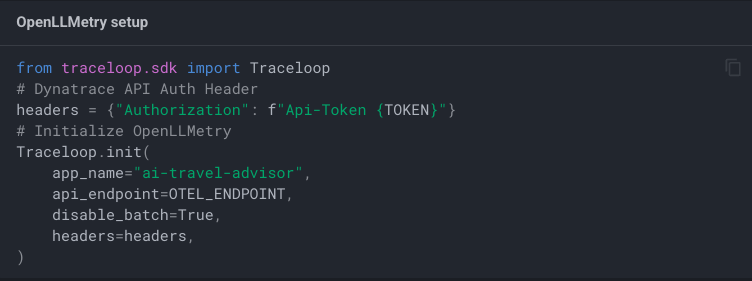 OpenLLMetry setup
from traceloop.sdk import Traceloop
# Dynatrace API Auth Header
headers = {"Authorization": f"Api-Token {TOKEN}"}
# Initialize OpenLLMetry
Traceloop.init(
    app_name="ai-travel-advisor",
    api_endpoint=OTEL_ENDPOINT,
    disable_batch=True,
    headers=headers,
)